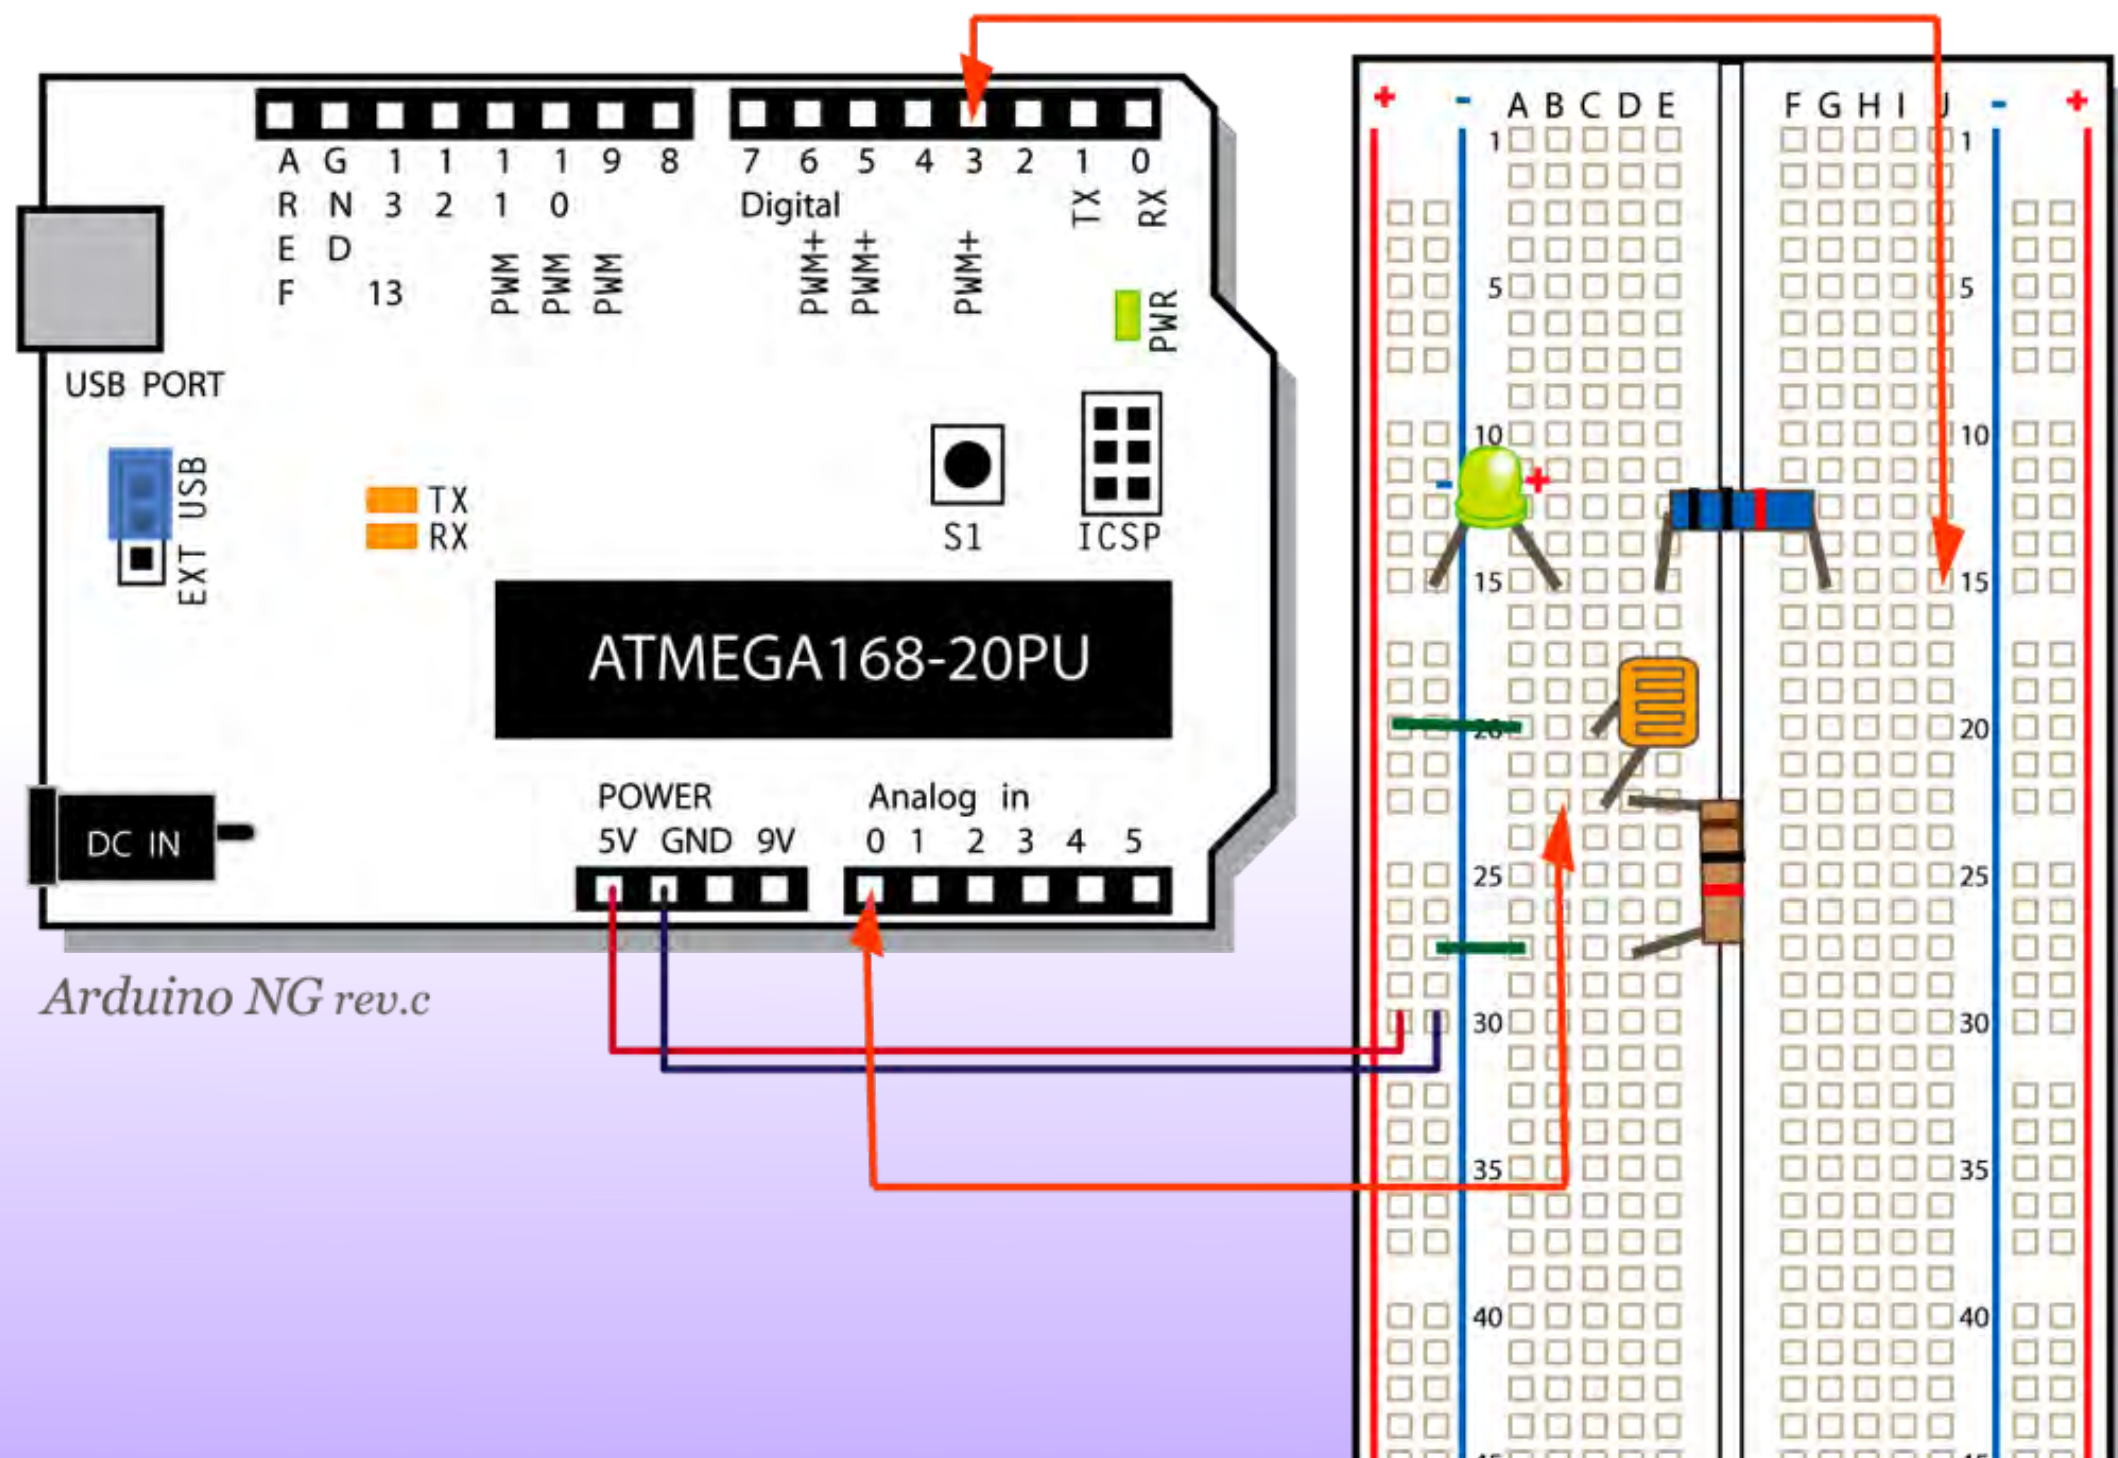 + - A B C D E F G H I J - +
A G 1 1 1 1 9 8 7 6 5 4 3 2 1 0
R N 3 2 1 0 Digital TX RX
E D PWM PWM PWM PWM+ PWM+ PWM+
F 13
PWR
USB PORT
USB
EXT
TX
RX
S1
ICSP
ATMEGA168-20PU
POWER
5V GND 9V
Analog in
0 1 2 3 4 5
DC IN
Arduino NG rev.c
1 1
5 5
10 10
- +
15 15
20 20
25 25
30 30
35 35
40 40
45 45